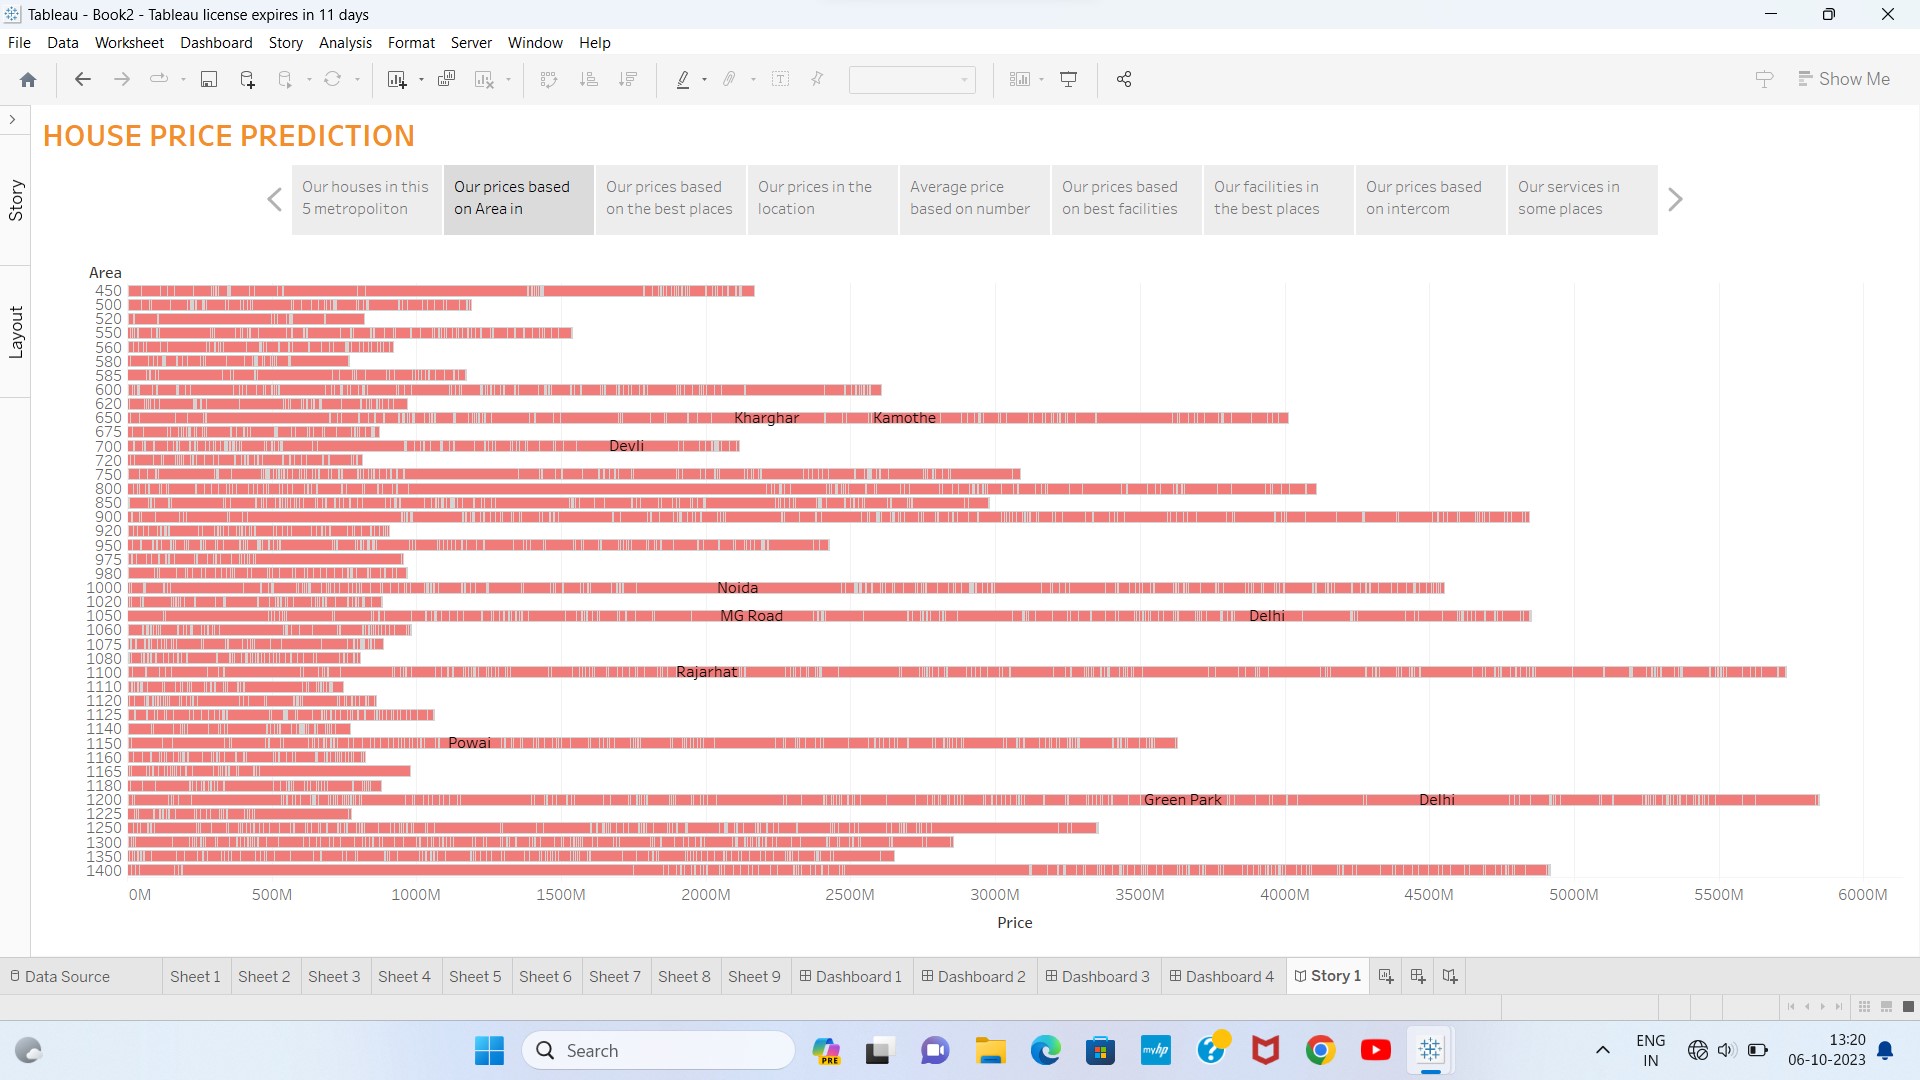 Tableau - Book2 - Tableau license expires in 11 days
File Data Worksheet Dashboard Story Analysis Format Server Window Help
Show Me
Story
Layout
HOUSE PRICE PREDICTION
Our houses in this
5 metropoliton
Our prices based
on Area in
Our prices based
on the best places
Our prices in the
location
Average price
based on number
Our prices based
on best facilities
Our facilities in
the best places
Our prices based
on intercom
Our services in
some places
Area
450
500
520
550
560
580
585
600
620
650 Kharghar Kamothe
675
700 Devli
720
750
800
850
900
920
950
975
980
1000 Noida
1020
1050 MG Road Delhi
1060
1075
1080
1100 Rajarhat
1110
1120
1125
1140
1150 Powai
1160
1165
1180
1200 Green Park Delhi
1225
1250
1300
1350
1400
0M 500M 1000M 1500M 2000M 2500M 3000M 3500M 4000M 4500M 5000M 5500M 6000M
Price
Data Source Sheet 1 Sheet 2 Sheet 3 Sheet 4 Sheet 5 Sheet 6 Sheet 7 Sheet 8 Sheet 9 Dashboard 1 Dashboard 2 Dashboard 3 Dashboard 4 Story 1
Search
PRE
myhp
ENG
IN
13:20
06-10-2023